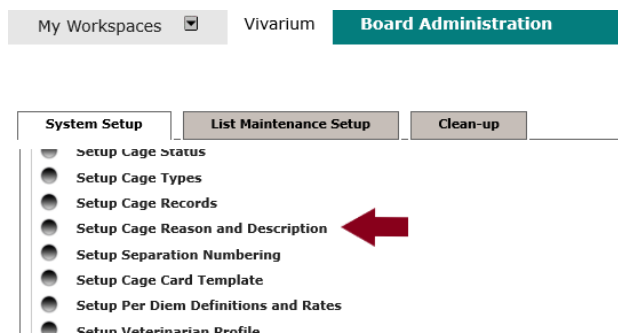 My Workspaces Vivarium Board Administration
System Setup List Maintenance Setup Clean-up
Setup Cage Status
Setup Cage Types
Setup Cage Records
Setup Cage Reason and Description
Setup Separation Numbering
Setup Cage Card Template
Setup Per Diem Definitions and Rates
Setup Veterinarian Profile